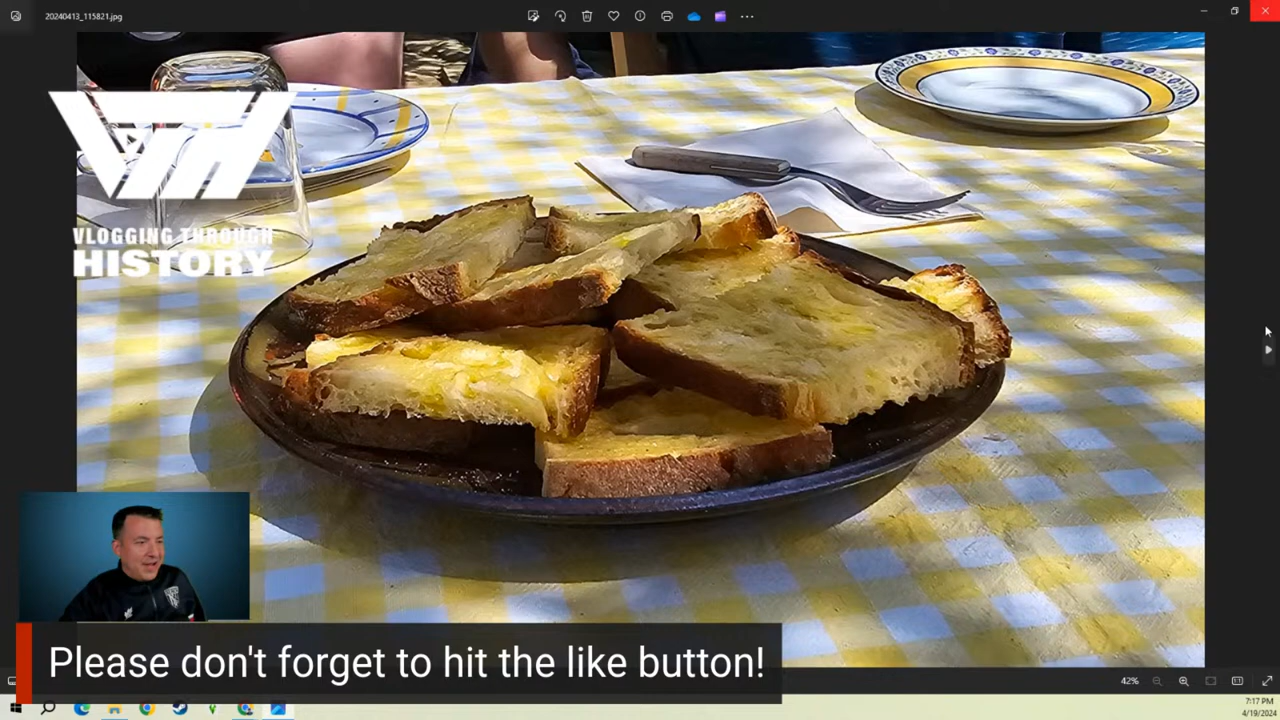 20240413_115821.jpg
VTH
VLOGGING THROUGH
HISTORY
Please don't forget to hit the like button!
42%
7:17 PM
4/19/2024